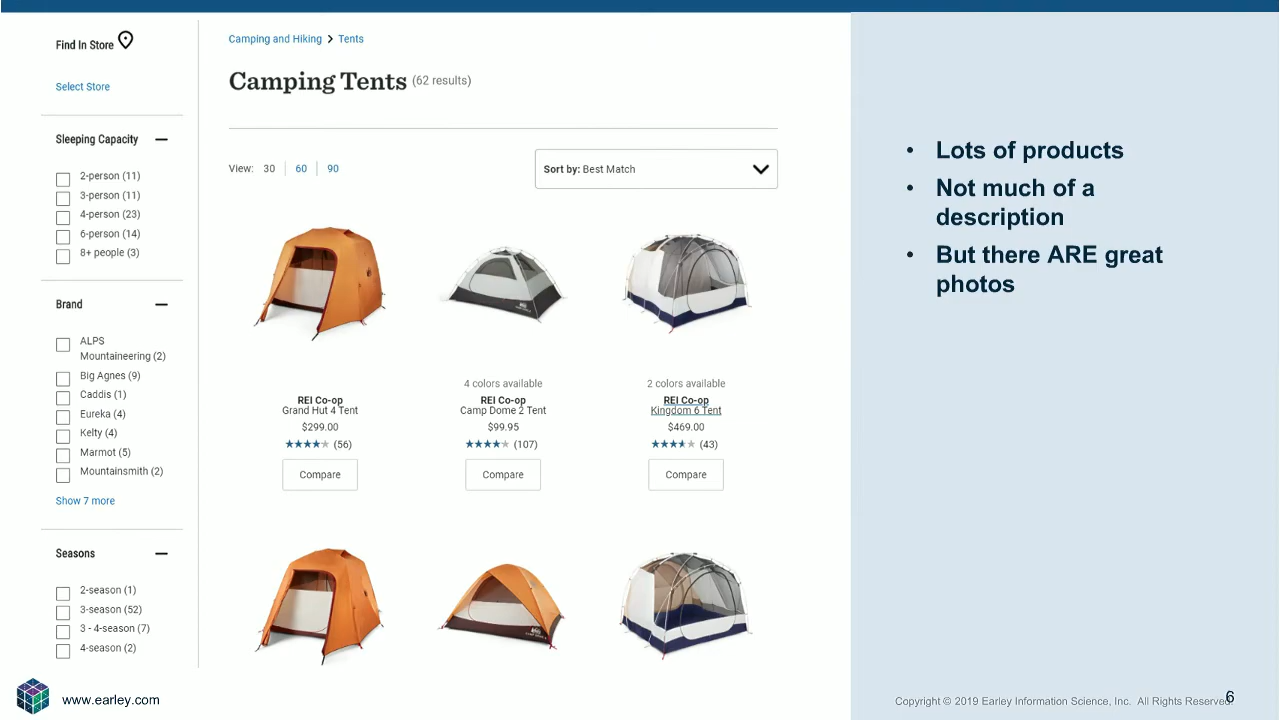 Find In Store
Select Store
Sleeping Capacity
2-person (11)
3-person (11)
4-person (23)
6-person (14)
8+ people (3)
Brand
ALPS
Mountaineering (2)
Big Agnes (9)
Caddis (1)
Eureka (4)
Kelty (4)
Marmot (5)
Mountainsmith (2)
Show 7 more
Seasons
2-season (1)
3-season (52)
3 - 4-season (7)
4-season (2)
Camping and Hiking > Tents
Camping Tents (62 results)
View: 30 | 60 | 90
Sort by: Best Match
REI Co-op
Grand Hut 4 Tent
$299.00
(56)
Compare
4 colors available
REI Co-op
Camp Dome 2 Tent
$99.95
(107)
Compare
2 colors available
REI Co-op
Kingdom 6 Tent
$469.00
(43)
Compare
• Lots of products
• Not much of a
description
• But there ARE great
photos
www.earley.com
Copyright © 2019 Earley Information Science, Inc. All Rights Reserved.
6